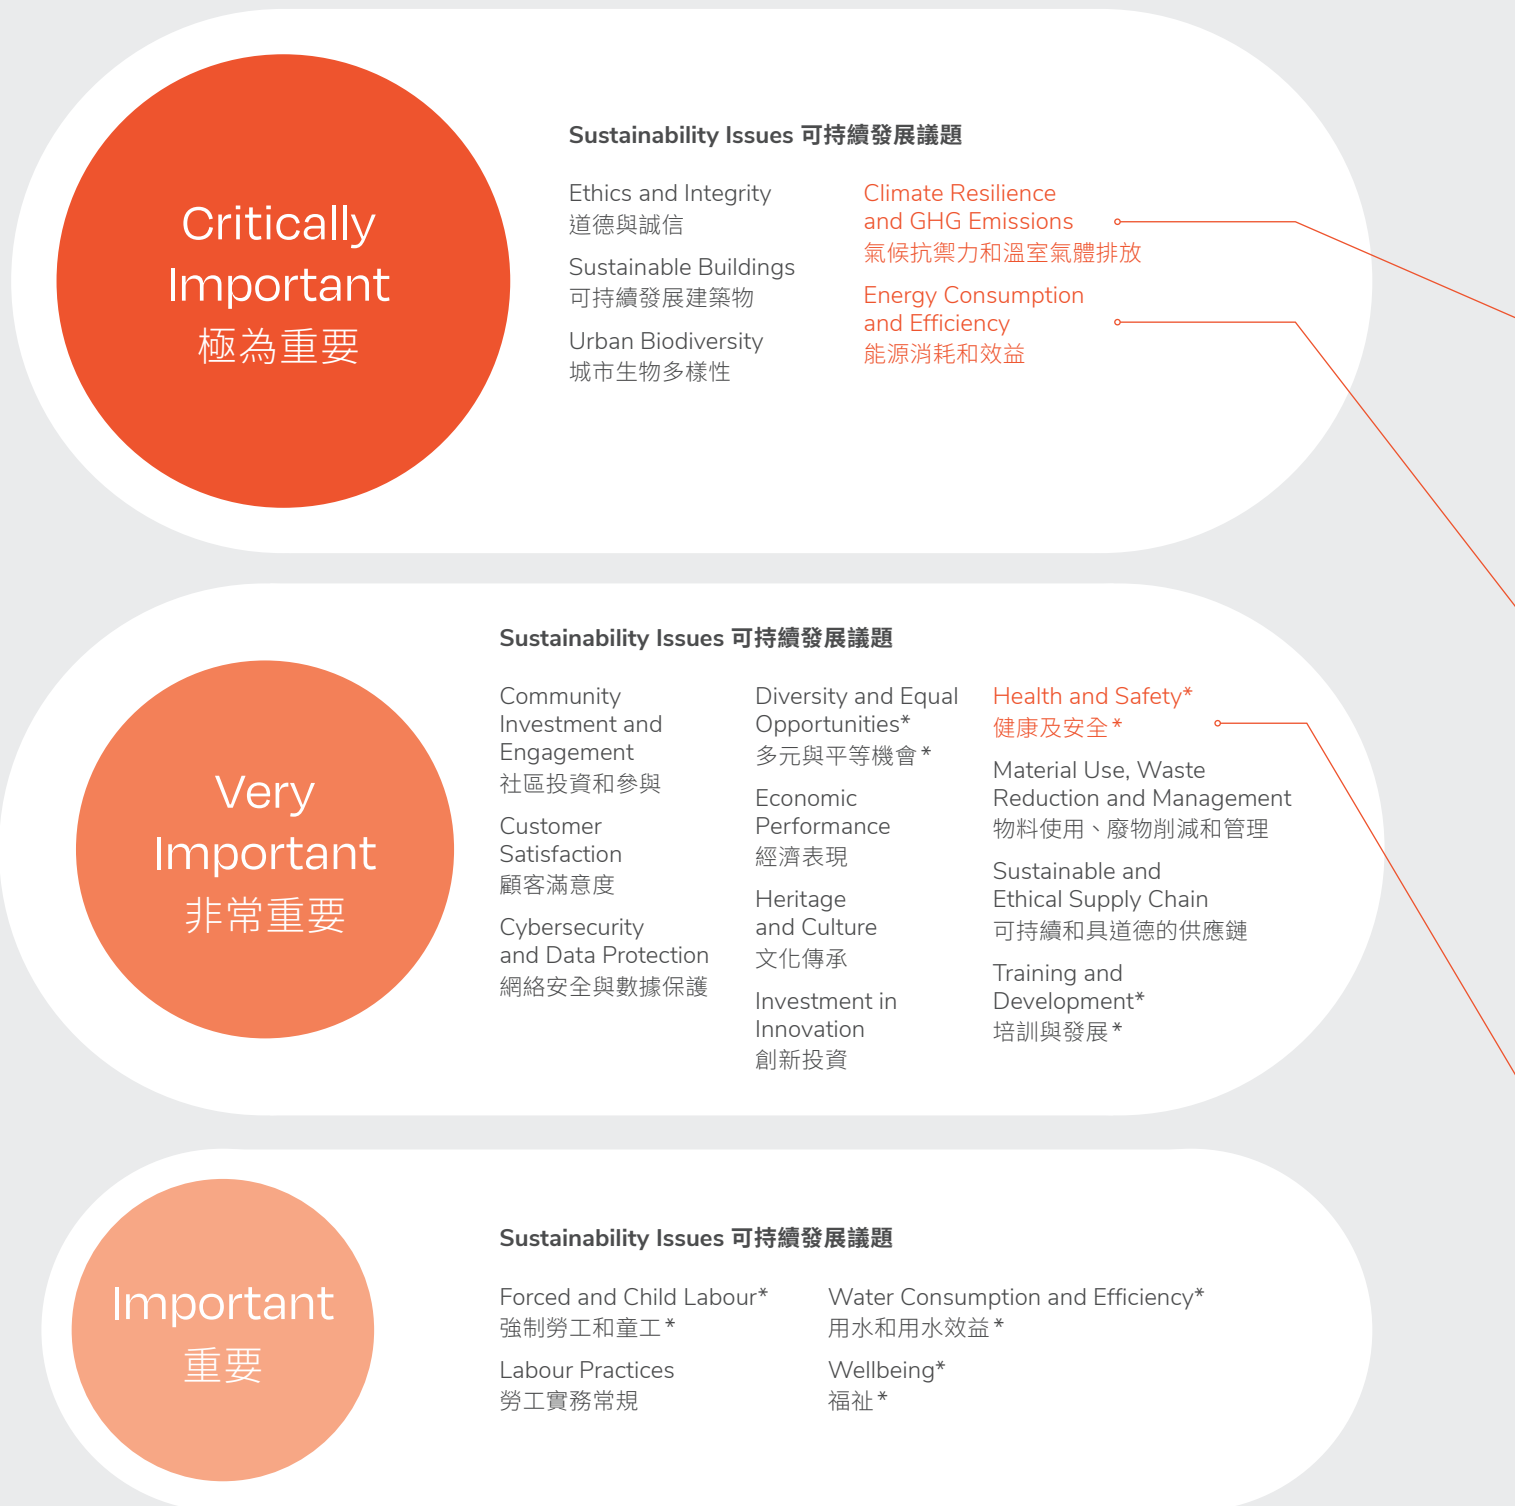 Critically
Important
極為重要
Sustainability Issues 可持續發展議題
Ethics and Integrity
道德與誠信
Sustainable Buildings
可持續發展建築物
Urban Biodiversity
城市生物多樣性
Climate Resilience
and GHG Emissions
氣候抗禦力和溫室氣體排放
Energy Consumption
and Efficiency
能源消耗和效益
Very
Important
非常重要
Sustainability Issues 可持續發展議題
Community
Investment and
Engagement
社區投資和參與
Customer
Satisfaction
顧客滿意度
Cybersecurity
and Data Protection
網絡安全與數據保護
Diversity and Equal
Opportunities*
多元與平等機會*
Economic
Performance
經濟表現
Heritage
and Culture
文化傳承
Investment in
Innovation
創新投資
Health and Safety*
健康及安全*
Material Use, Waste
Reduction and Management
物料使用、廢物削減和管理
Sustainable and
Ethical Supply Chain
可持續和具道德的供應鏈
Training and
Development*
培訓與發展*
Important
重要
Sustainability Issues 可持續發展議題
Forced and Child Labour*
強制勞工和童工*
Labour Practices
勞工實務常規
Water Consumption and Efficiency*
用水和用水效益*
Wellbeing*
福祉*